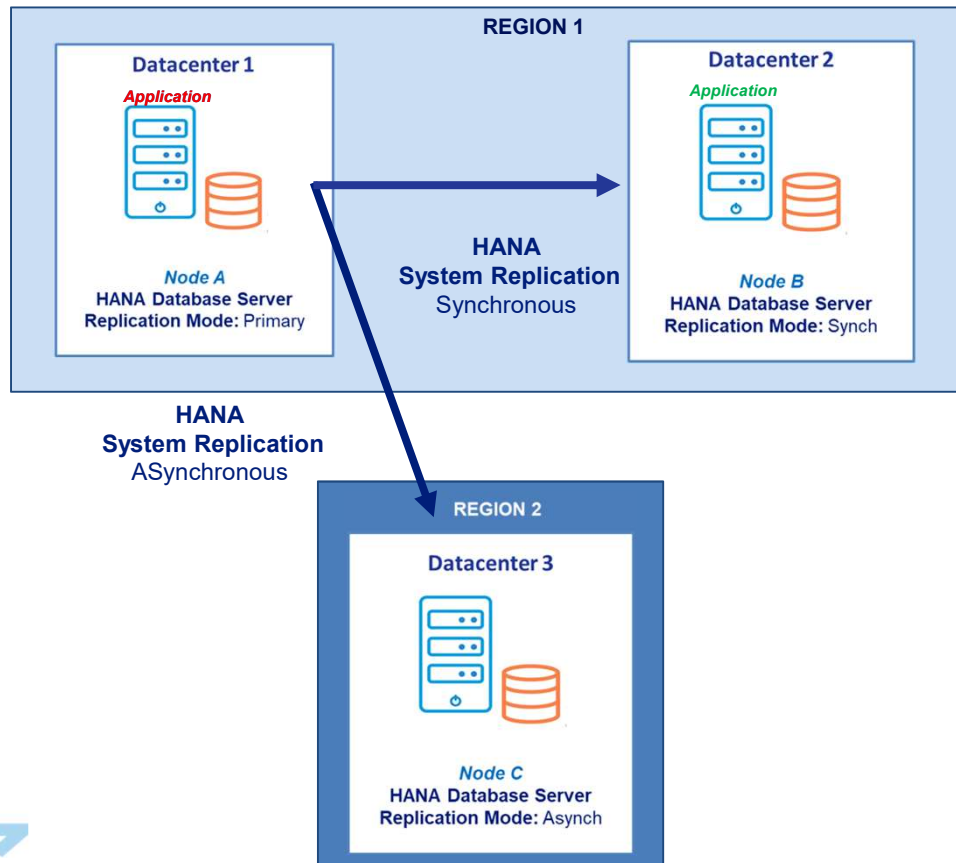 REGION 1
Datacenter 1
Application
Node A
HANA Database Server
Replication Mode: Primary
HANA
System Replication
Synchronous
Datacenter 2
Application
Node B
HANA Database Server
Replication Mode: Synch
HANA
System Replication
ASynchronous
REGION 2
Datacenter 3
Node C
HANA Database Server
Replication Mode: Asynch